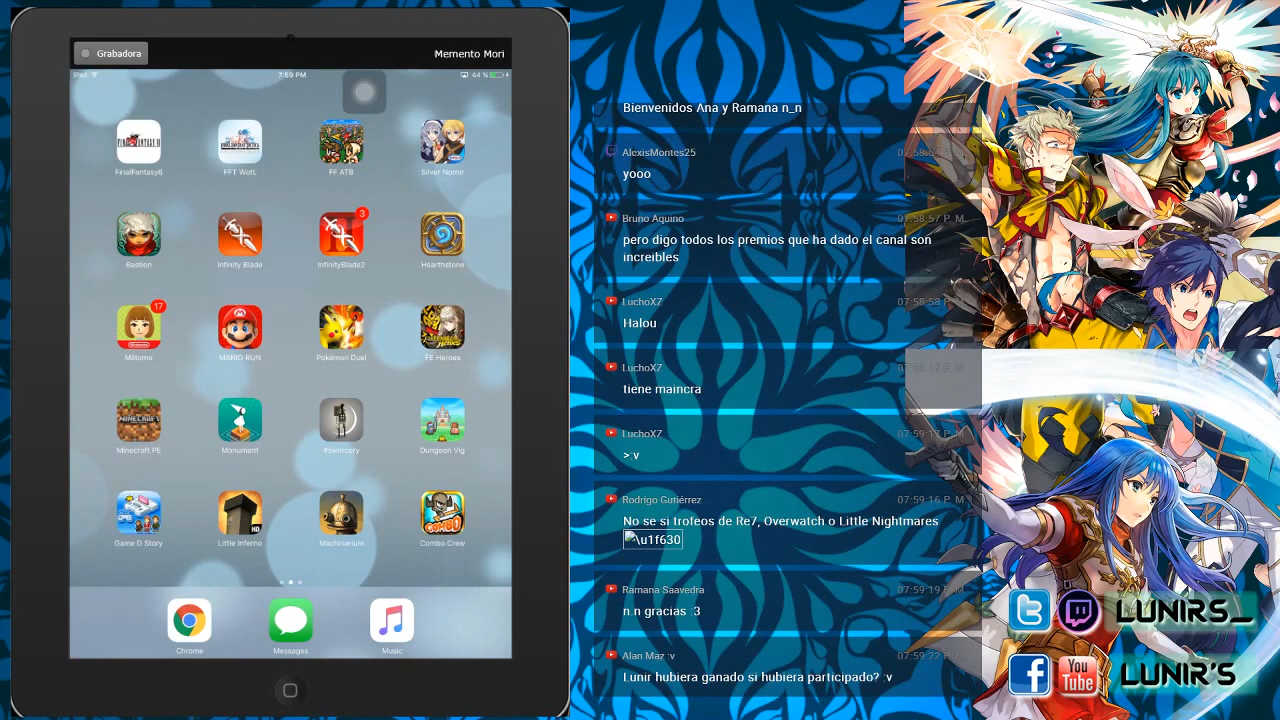 Grabadora
Memento Mori
iPad
7:59 PM
44 %
FinalFantasy6
FFT WotL
FF ATB
Silver Nornir
Bastion
Infinity Blade
3
InfinityBlade2
Hearthstone
17
Miitomo
MARIO RUN
Pokémon Duel
FE Heroes
MINECRAFT
Minecraft PE
Monument
#sworcery
Dungeon Vlg
Game D Story
HD
Little Inferno
Machinarium
COMBO
Combo Crew
Chrome
Messages
Music
Bienvenidos Ana y Ramana n_n
AlexisMontes25
yooo
Bruno Aquino
07:58:57 P. M.
pero digo todos los premios que ha dado el canal son
increibles
LuchoXZ
07:58:58 P. M.
Halou
LuchoXZ
tiene maincra
LuchoXZ
07:59:17 P. M.
>:v
Rodrigo Gutiérrez
07:59:16 P. M.
No se si trofeos de Re7, Overwatch o Little Nightmares
\u1f630
Ramana Saavedra
07:59:19 P. M.
n.n gracias :3
Alan Maz :v
07:59:22 P. M.
Lunir hubiera ganado si hubiera participado? :v
LUNIRS_
You
Tube
LUNIR'S